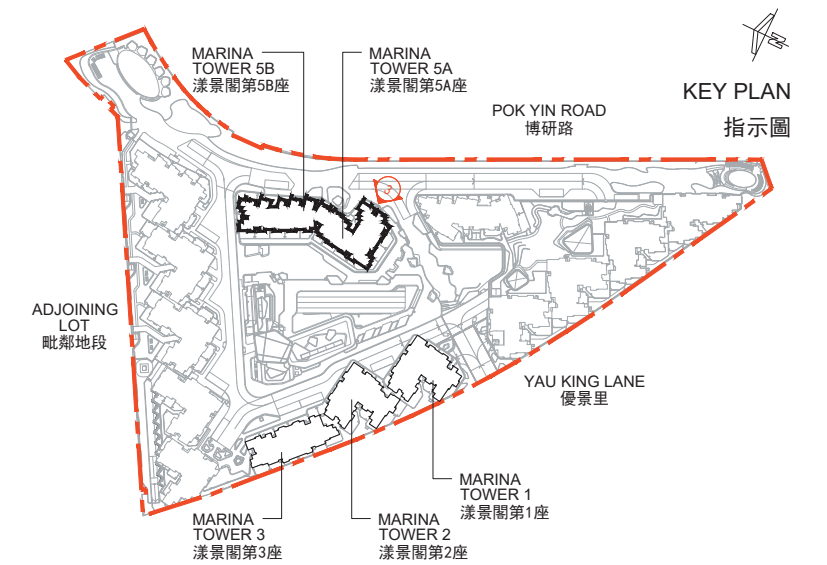 MARINA
TOWER 5B
漾景閣第5B座
MARINA
TOWER 5A
漾景閣第5A座
N
KEY PLAN
指示圖
POK YIN ROAD
博研路
3
ADJOINING
LOT
毗鄰地段
YAU KING LANE
優景里
MARINA
TOWER 1
漾景閣第1座
MARINA
TOWER 3
漾景閣第3座
MARINA
TOWER 2
漾景閣第2座